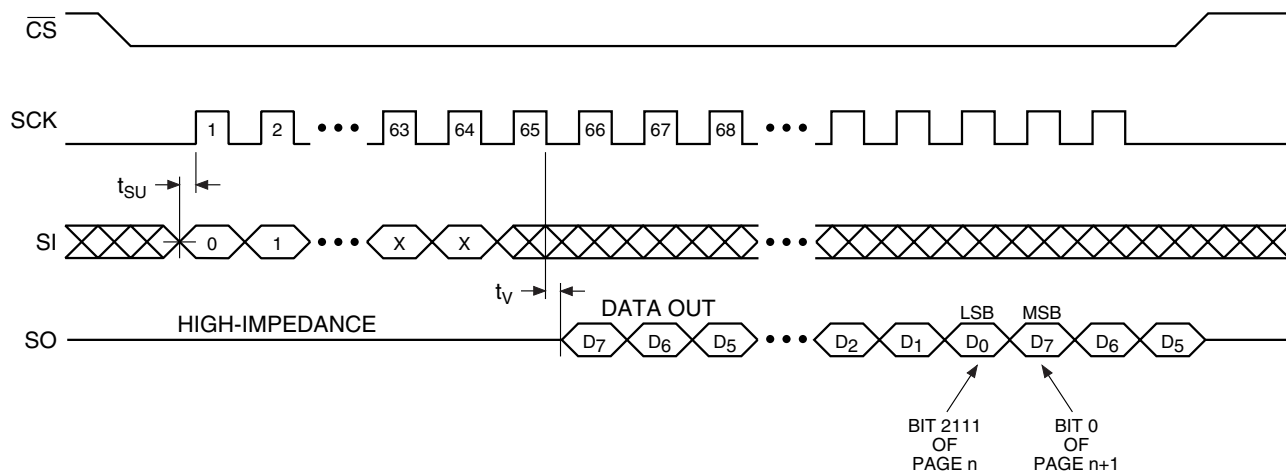 CS
SCK
1 2 ••• 63 64 65 66 67 68 •••
tSU
SI
0 1 ••• X X •••
tV
HIGH-IMPEDANCE
DATA OUT
LSB MSB
SO
D7 D6 D5 ••• D2 D1 D0 D7 D6 D5
BIT 2111
OF
PAGE n
BIT 0
OF
PAGE n+1